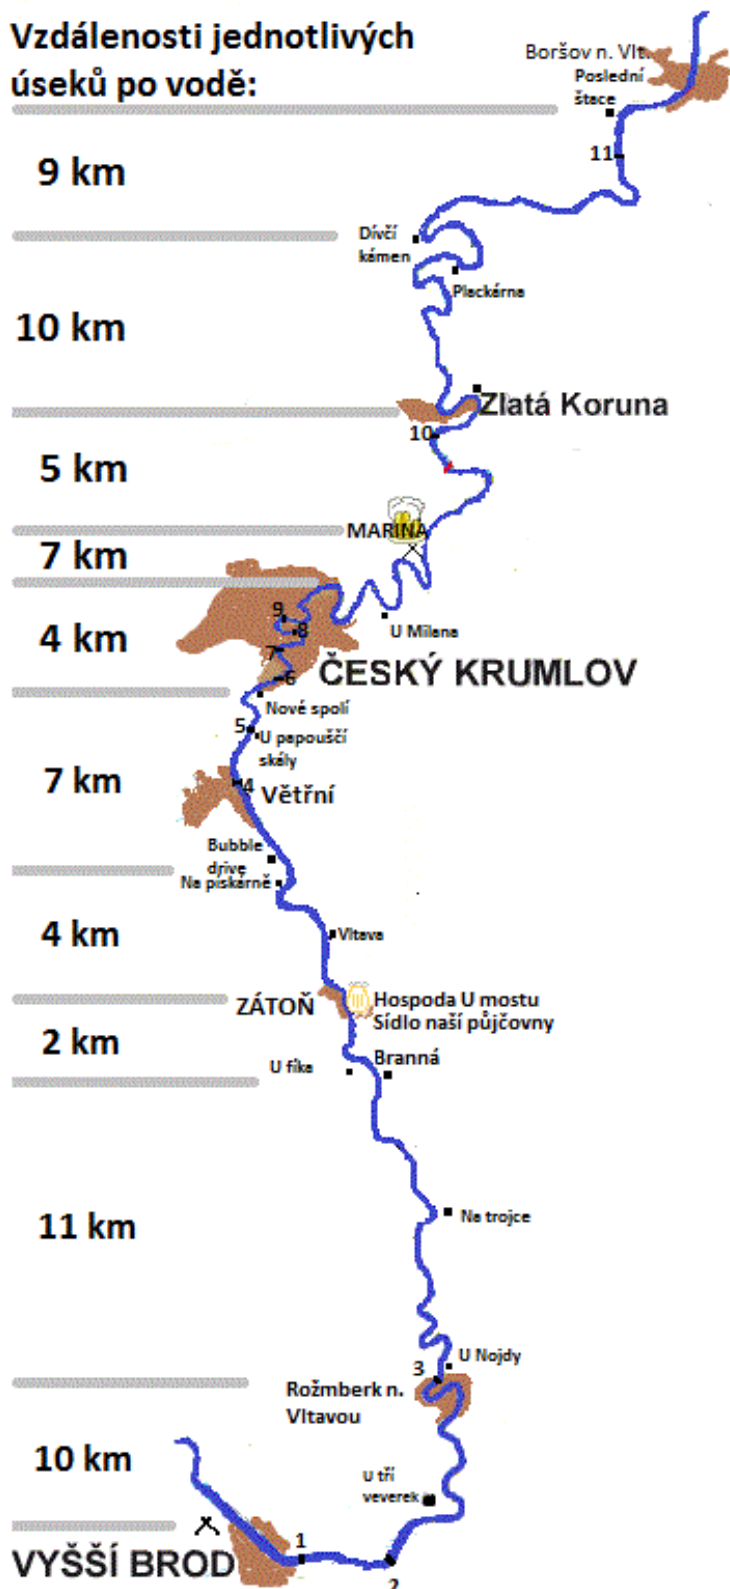 Vzdálenosti jednotlivých
úseků po vodě:
Boršov n. Vlt.
Poslední
štace
11
9 km
Dívčí
kámen
Plackárna
10 km
Zlatá Koruna
10
5 km
MARINA
7 km
9
8
U Milana
4 km
7
6
ČESKÝ KRUMLOV
Nové spolí
5
U papouščí
skály
7 km
4
Větřní
Bubble
drive
Na pískárně
4 km
Vltava
ZÁTOŇ
Hospoda U mostu
Sídlo naší půjčovny
2 km
U fíka
Branná
11 km
Na trojce
U Nojdy
3
Rožmberk n.
Vltavou
10 km
U tří
veverek
1
VYŠŠÍ BROD
2